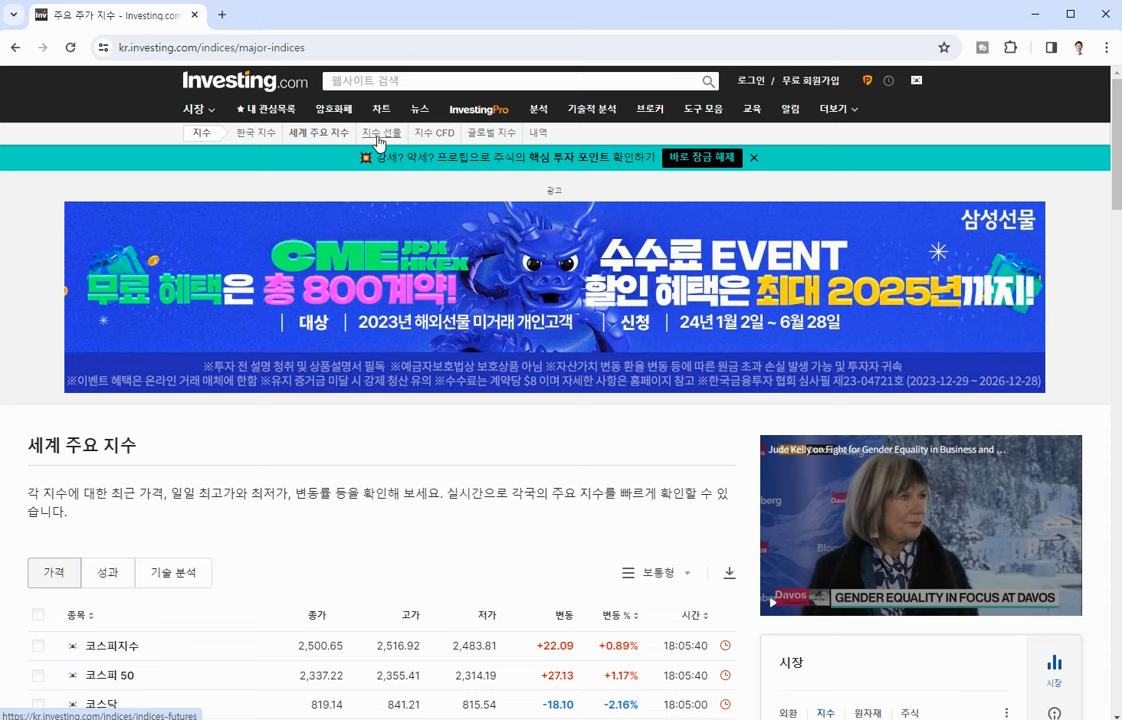 주요 주가 지수 - Investing.com
kr.investing.com/indices/major-indices
Investing.com
웹사이트 검색
로그인 / 무료 회원가입
시장 ★ 내 관심목록 암호화폐 차트 뉴스 InvestingPro 분석 기술적 분석 브로커 도구 모음 교육 알림 더보기
지수 한국 지수 세계 주요 지수 지수 선물 지수 CFD 글로벌 지수 내역
강세? 약세? 프로팁으로 주식의 핵심 투자 포인트 확인하기 바로 잠금 해제
광고
삼성선물
CME JPX HKEX
무료 혜택은 총 800계약!
수수료 EVENT
할인 혜택은 최대 2025년까지!
대상 | 2023년 해외선물 미거래 개인고객 | 신청 | 24년 1월 2일 ~ 6월 28일
※투자 전 설명 청취 및 상품설명서 필독 ※예금자보호법상 보호상품 아님 ※자산가치 변동 환율 변동 등에 따른 원금 초과 손실 발생 가능 및 투자자 귀속
※이벤트 혜택은 온라인 거래 매체에 한함 ※유지 증거금 미달 시 강제 청산 유의 ※수수료는 계약당 $8 이며 자세한 사항은 홈페이지 참고 ※한국금융투자 협회 심사필 제23-04721호 (2023-12-29 ~ 2026-12-28)
세계 주요 지수
각 지수에 대한 최근 가격, 일일 최고가와 최저가, 변동률 등을 확인해 보세요. 실시간으로 각국의 주요 지수를 빠르게 확인할 수 있
습니다.
가격 성과 기술 분석
보통형
종목 종가 고가 저가 변동 변동 % 시간
코스피지수 2,500.65 2,516.92 2,483.81 +22.09 +0.89% 18:05:40
코스피 50 2,337.22 2,355.41 2,314.19 +27.13 +1.17% 18:05:40
코스닥 819.14 841.21 815.54 -18.10 -2.16% 18:05:00
Jude Kelly on Fight for Gender Equality in Business and ...
Davos
GENDER EQUALITY IN FOCUS AT DAVOS
시장
시장
외환 지수 원자재 주식
https://kr.investing.com/indices/indices-futures